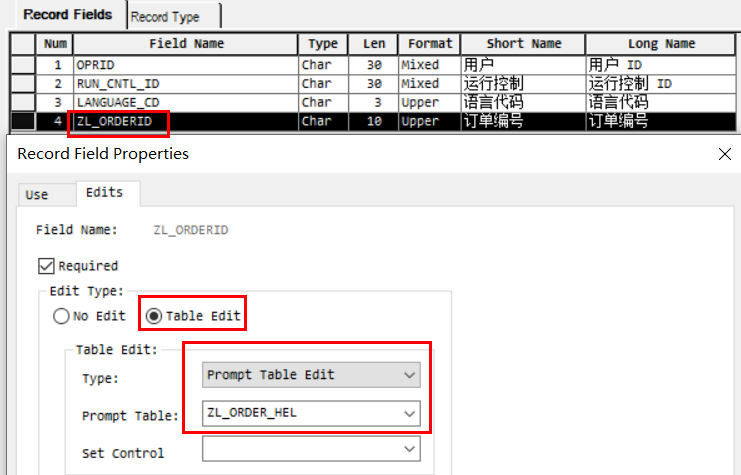 Record Fields Record Type
Num Field Name Type Len Format Short Name Long Name
1 OPRID Char 30 Mixed 用户 用户 ID
2 RUN_CNTL_ID Char 30 Mixed 运行控制 运行控制 ID
3 LANGUAGE_CD Char 3 Upper 语言代码 语言代码
4 ZL_ORDERID Char 10 Upper 订单编号 订单编号
Record Field Properties
Use Edits
Field Name: ZL_ORDERID
Required
Edit Type:
No Edit Table Edit
Table Edit:
Type: Prompt Table Edit
Prompt Table: ZL_ORDER_HEL
Set Control